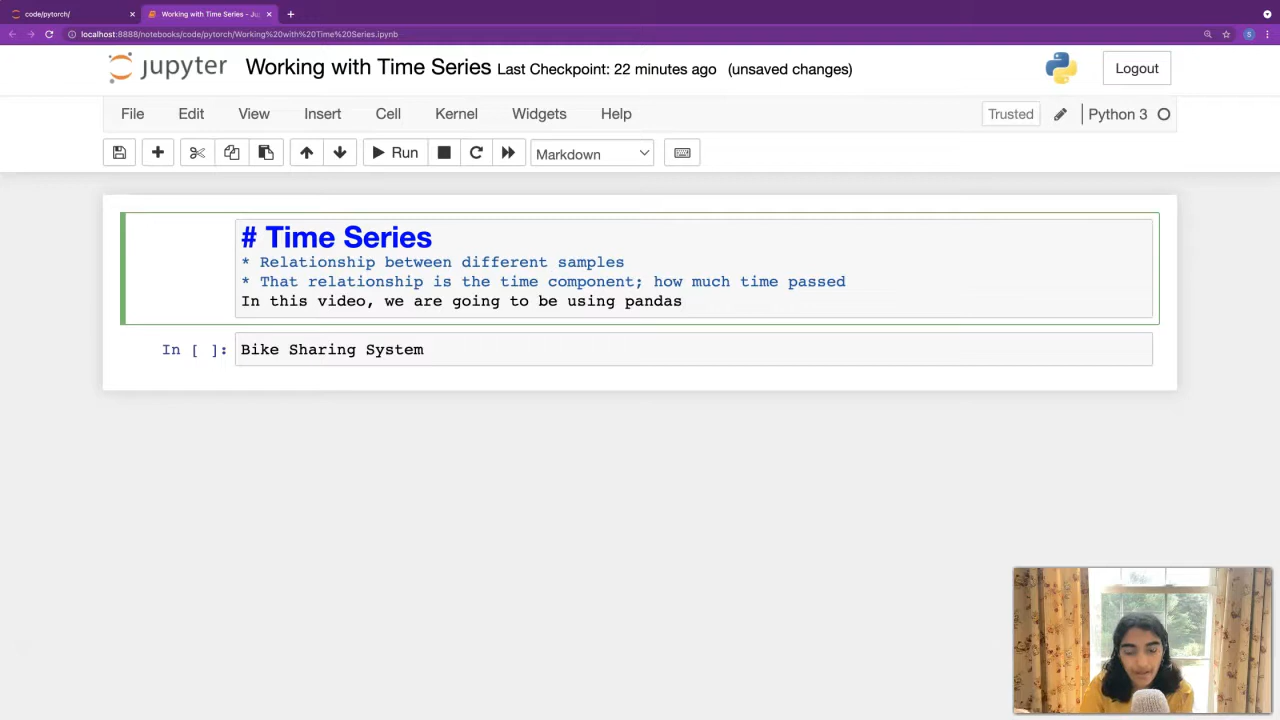 code/pytorch/
Working with Time Series - Ju
localhost:8888/notebooks/code/pytorch/Working%20with%20Time%20Series.ipynb
S
jupyter Working with Time Series Last Checkpoint: 22 minutes ago (unsaved changes)
Logout
File Edit View Insert Cell Kernel Widgets Help
Trusted Python 3
Run Markdown
# Time Series
* Relationship between different samples
* That relationship is the time component; how much time passed
In this video, we are going to be using pandas
In [ ]: Bike Sharing System